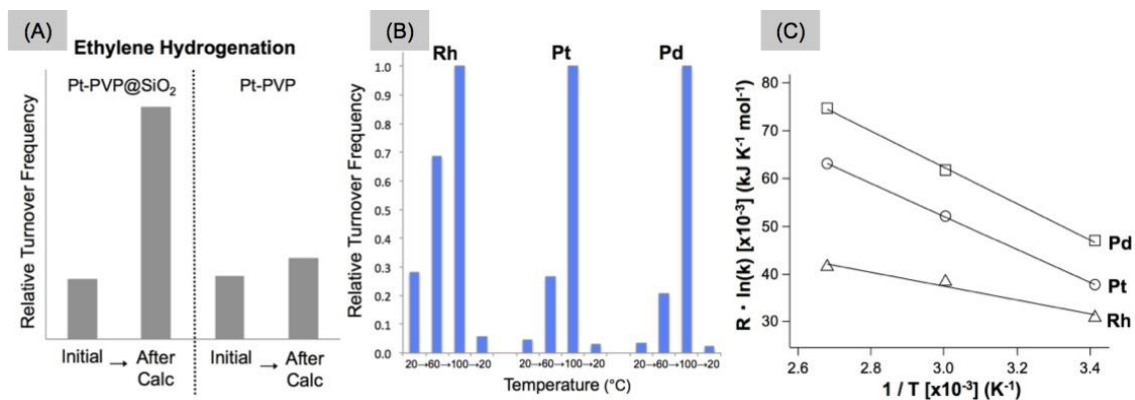 (A)
Ethylene Hydrogenation
Pt-PVP@SiO₂
Pt-PVP
Relative Turnover Frequency
Initial → After Calc
Initial → After Calc
(B)
Rh Pt Pd
Relative Turnover Frequency
1.0
0.9
0.8
0.7
0.6
0.5
0.4
0.3
0.2
0.1
0.0
20→60→100→20 20→60→100→20 20→60→100→20
Temperature (°C)
(C)
R · ln(k) [x10⁻³] (kJ K⁻¹ mol⁻¹)
80
70
60
50
40
30
Pd
Pt
Rh
2.6 2.8 3.0 3.2 3.4
1 / T [x10⁻³] (K⁻¹)